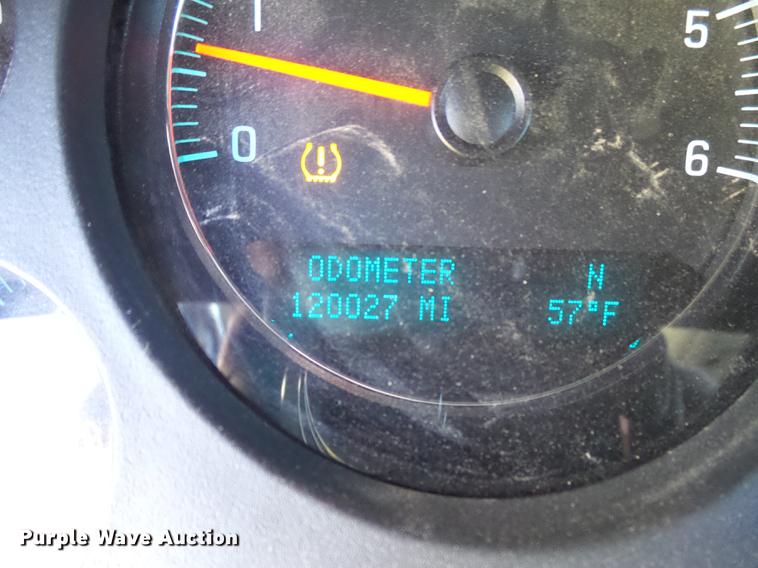 1
5
0
6
ODOMETER N
120027 MI 57°F
Purple Wave Auction